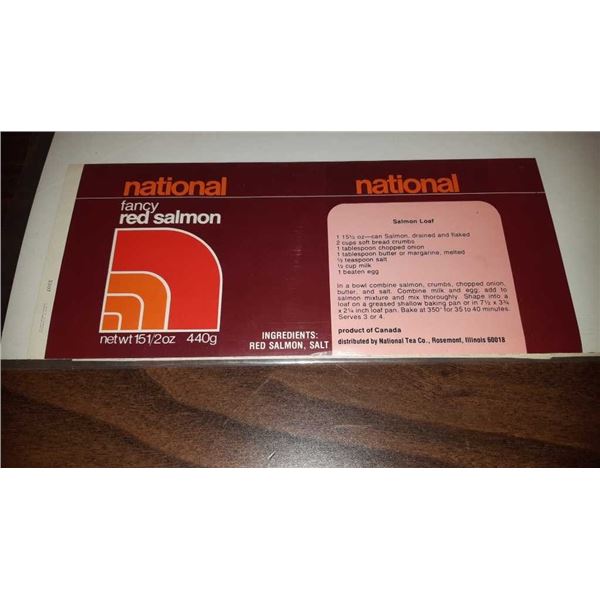 national
fancy
red salmon
net wt 15 1/2 oz 440g
INGREDIENTS:
RED SALMON, SALT
national
Salmon Loaf
1 15½ oz—can Salmon, drained and flaked
2 cups soft bread crumbs
1 tablespoon chopped onion
1 tablespoon butter or margarine, melted
½ teaspoon salt
½ cup milk
1 beaten egg
In a bowl combine salmon, crumbs, chopped onion,
butter, and salt. Combine milk and egg; add to
salmon mixture and mix thoroughly. Shape into a
loaf on a greased shallow baking pan or in 7½ x 3¾
x 2¼ inch loaf pan. Bake at 350° for 35 to 40 minutes.
Serves 3 or 4.
product of Canada
distributed by National Tea Co., Rosemont, Illinois 60018